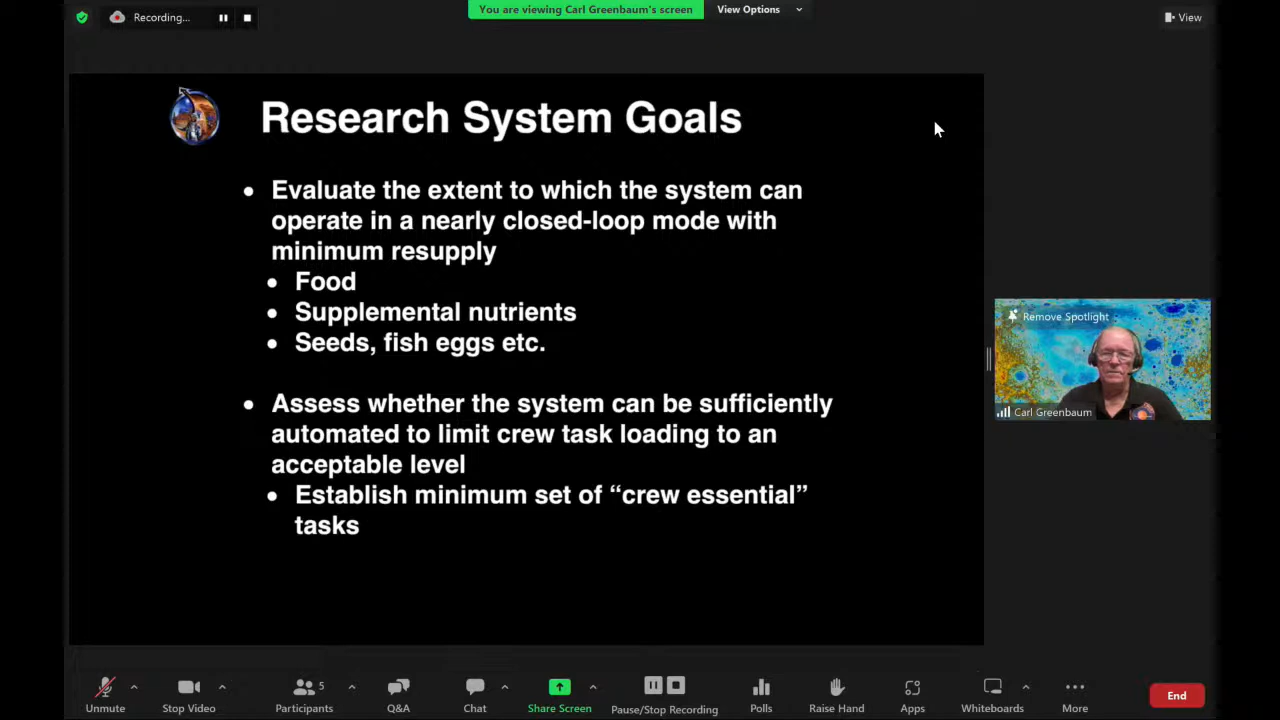 Recording...
You are viewing Carl Greenbaum's screen
View Options
View
Research System Goals
• Evaluate the extent to which the system can
operate in a nearly closed-loop mode with
minimum resupply
• Food
• Supplemental nutrients
• Seeds, fish eggs etc.
• Assess whether the system can be sufficiently
automated to limit crew task loading to an
acceptable level
• Establish minimum set of “crew essential”
tasks
Remove Spotlight
Carl Greenbaum
Unmute
Stop Video
5
Participants
Q&A
Chat
Share Screen
Pause/Stop Recording
Polls
Raise Hand
Apps
Whiteboards
More
End